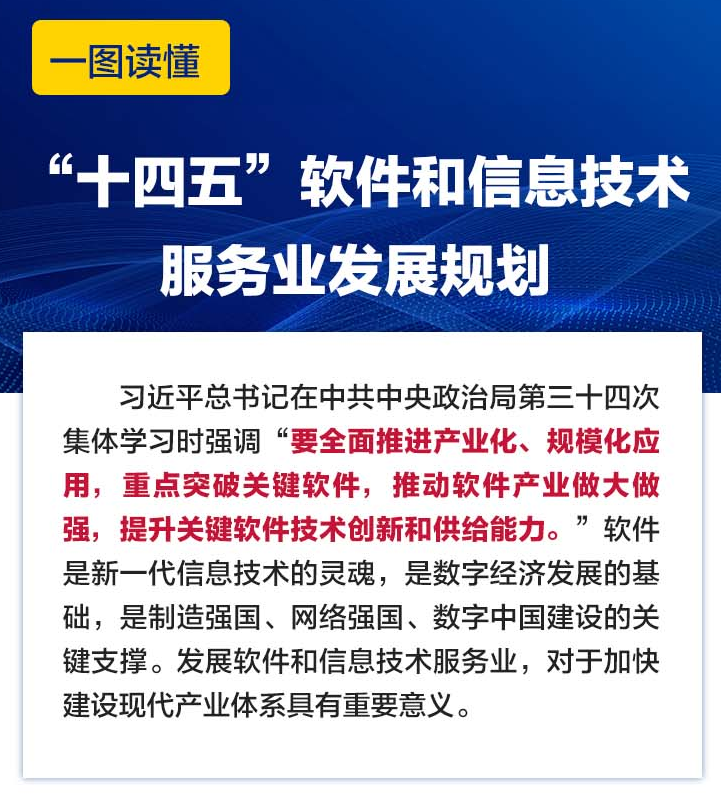 一图读懂
“十四五”软件和信息技术
服务业发展规划
习近平总书记在中共中央政治局第三十四次
集体学习时强调“要全面推进产业化、规模化应
用，重点突破关键软件，推动软件产业做大做
强，提升关键软件技术创新和供给能力。”软件
是新一代信息技术的灵魂，是数字经济发展的基
础，是制造强国、网络强国、数字中国建设的关
键支撑。发展软件和信息技术服务业，对于加快
建设现代产业体系具有重要意义。